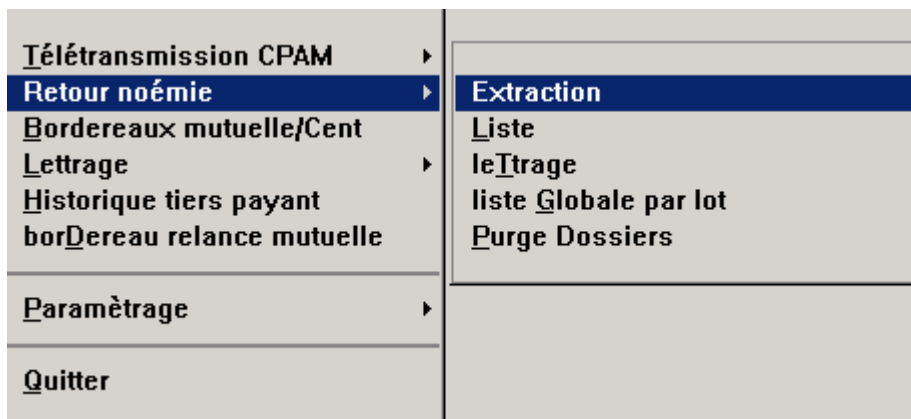 Télétransmission CPAM
Retour noémie
Bordereaux mutuelle/Cent
Lettrage
Historique tiers payant
borDereau relance mutuelle
Paramètrage
Quitter
Extraction
Liste
leTtrage
liste Globale par lot
Purge Dossiers